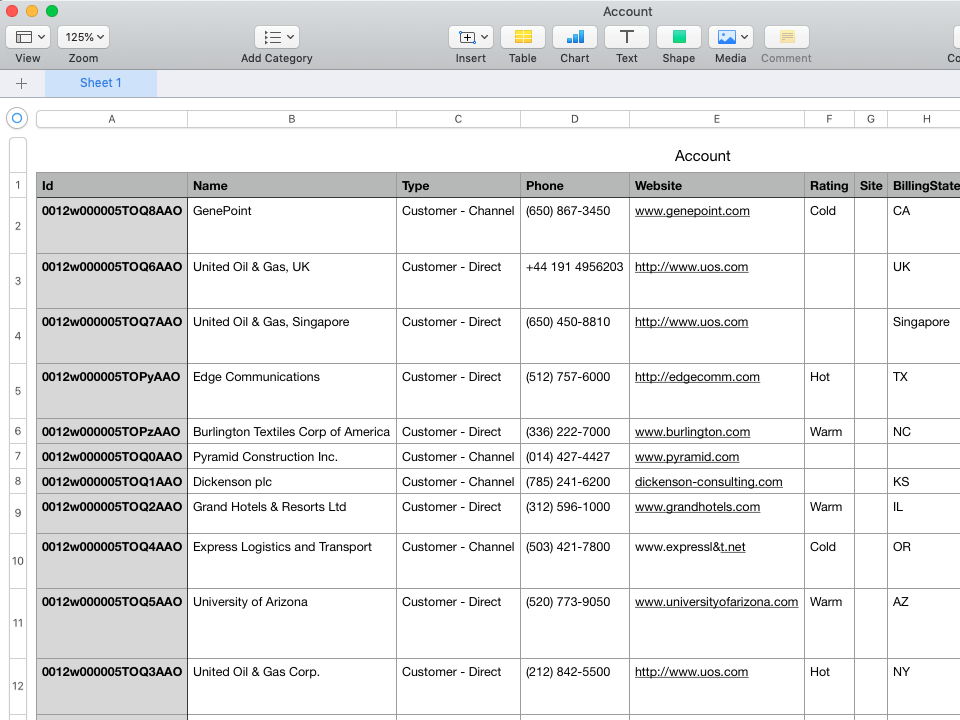 Account
125%
View Zoom Add Category Insert Table Chart Text Shape Media Comment Co
Sheet 1
A B C D E F G H
Account
1 Id Name Type Phone Website Rating Site BillingState
2 0012w000005TOQ8AAO GenePoint Customer - Channel (650) 867-3450 www.genepoint.com Cold CA
3 0012w000005TOQ6AAO United Oil & Gas, UK Customer - Direct +44 191 4956203 http://www.uos.com UK
4 0012w000005TOQ7AAO United Oil & Gas, Singapore Customer - Direct (650) 450-8810 http://www.uos.com Singapore
5 0012w000005TOPyAAO Edge Communications Customer - Direct (512) 757-6000 http://edgecomm.com Hot TX
6 0012w000005TOPzAAO Burlington Textiles Corp of America Customer - Direct (336) 222-7000 www.burlington.com Warm NC
7 0012w000005TOQ0AAO Pyramid Construction Inc. Customer - Channel (014) 427-4427 www.pyramid.com
8 0012w000005TOQ1AAO Dickenson plc Customer - Channel (785) 241-6200 dickenson-consulting.com KS
9 0012w000005TOQ2AAO Grand Hotels & Resorts Ltd Customer - Direct (312) 596-1000 www.grandhotels.com Warm IL
10 0012w000005TOQ4AAO Express Logistics and Transport Customer - Channel (503) 421-7800 www.expressl&t.net Cold OR
11 0012w000005TOQ5AAO University of Arizona Customer - Direct (520) 773-9050 www.universityofarizona.com Warm AZ
12 0012w000005TOQ3AAO United Oil & Gas Corp. Customer - Direct (212) 842-5500 http://www.uos.com Hot NY